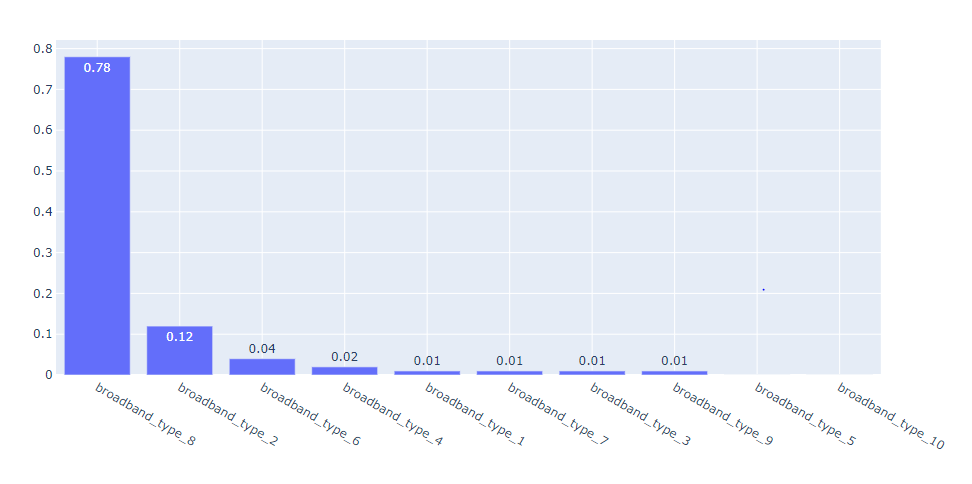 0.8
0.7
0.6
0.5
0.4
0.3
0.2
0.1
0
0.78
0.12
0.04
0.02
0.01
0.01
0.01
0.01
broadband_type_8
broadband_type_2
broadband_type_6
broadband_type_4
broadband_type_1
broadband_type_7
broadband_type_3
broadband_type_9
broadband_type_5
broadband_type_10